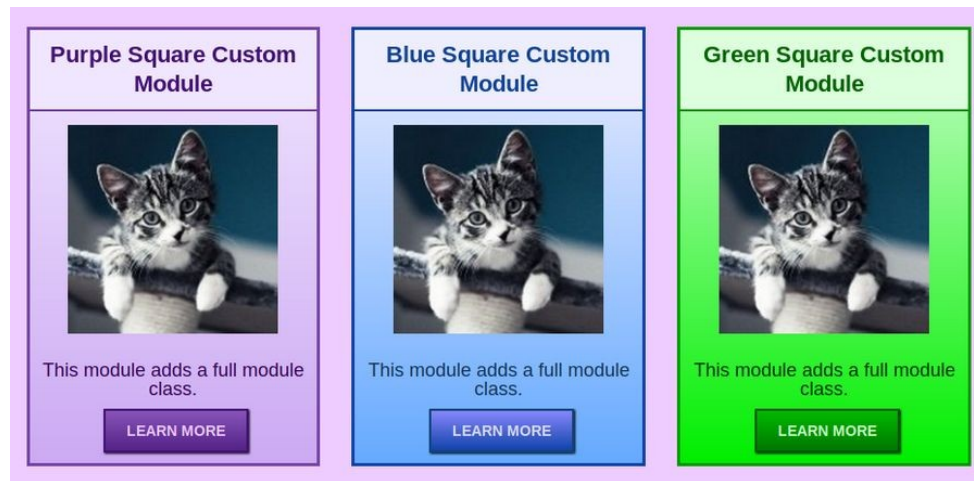 Purple Square Custom
Module
This module adds a full module
class.
LEARN MORE
Blue Square Custom
Module
This module adds a full module
class.
LEARN MORE
Green Square Custom
Module
This module adds a full module
class.
LEARN MORE